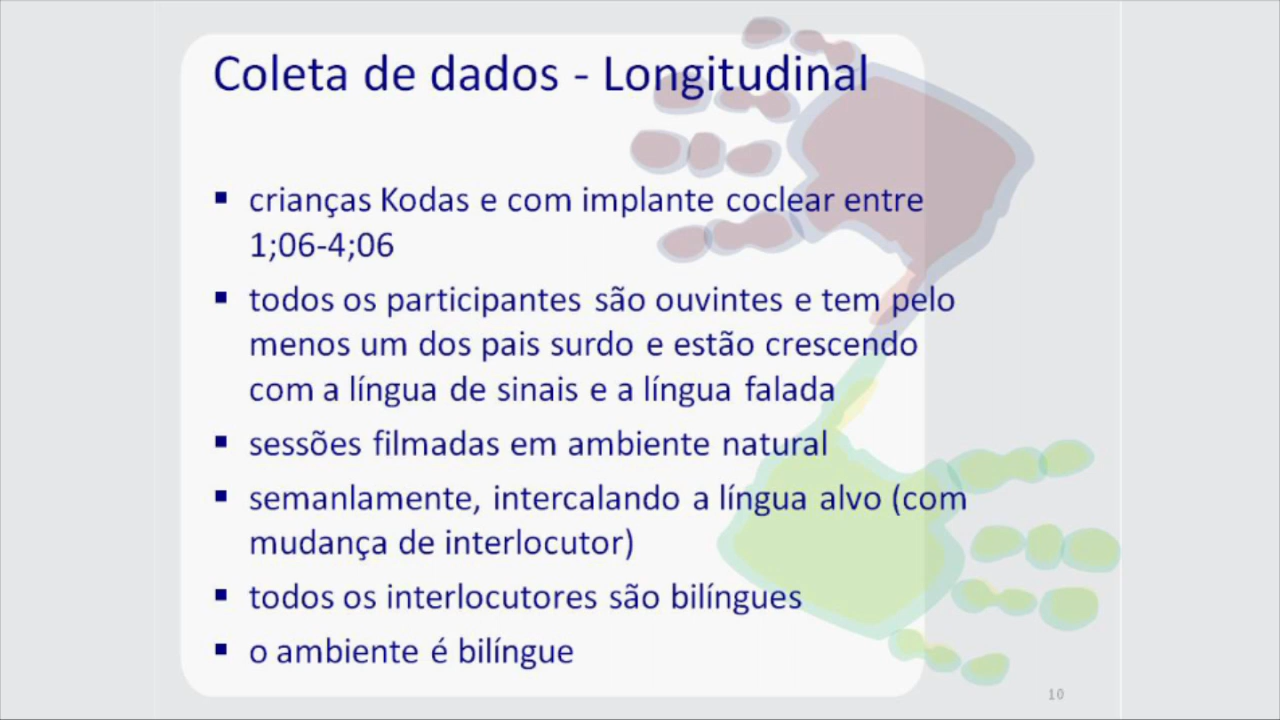 Coleta de dados - Longitudinal
▪ crianças Kodas e com implante coclear entre
1;06-4;06
▪ todos os participantes são ouvintes e tem pelo
menos um dos pais surdo e estão crescendo
com a língua de sinais e a língua falada
▪ sessões filmadas em ambiente natural
▪ semanlamente, intercalando a língua alvo (com
mudança de interlocutor)
▪ todos os interlocutores são bilíngues
▪ o ambiente é bilíngue
10